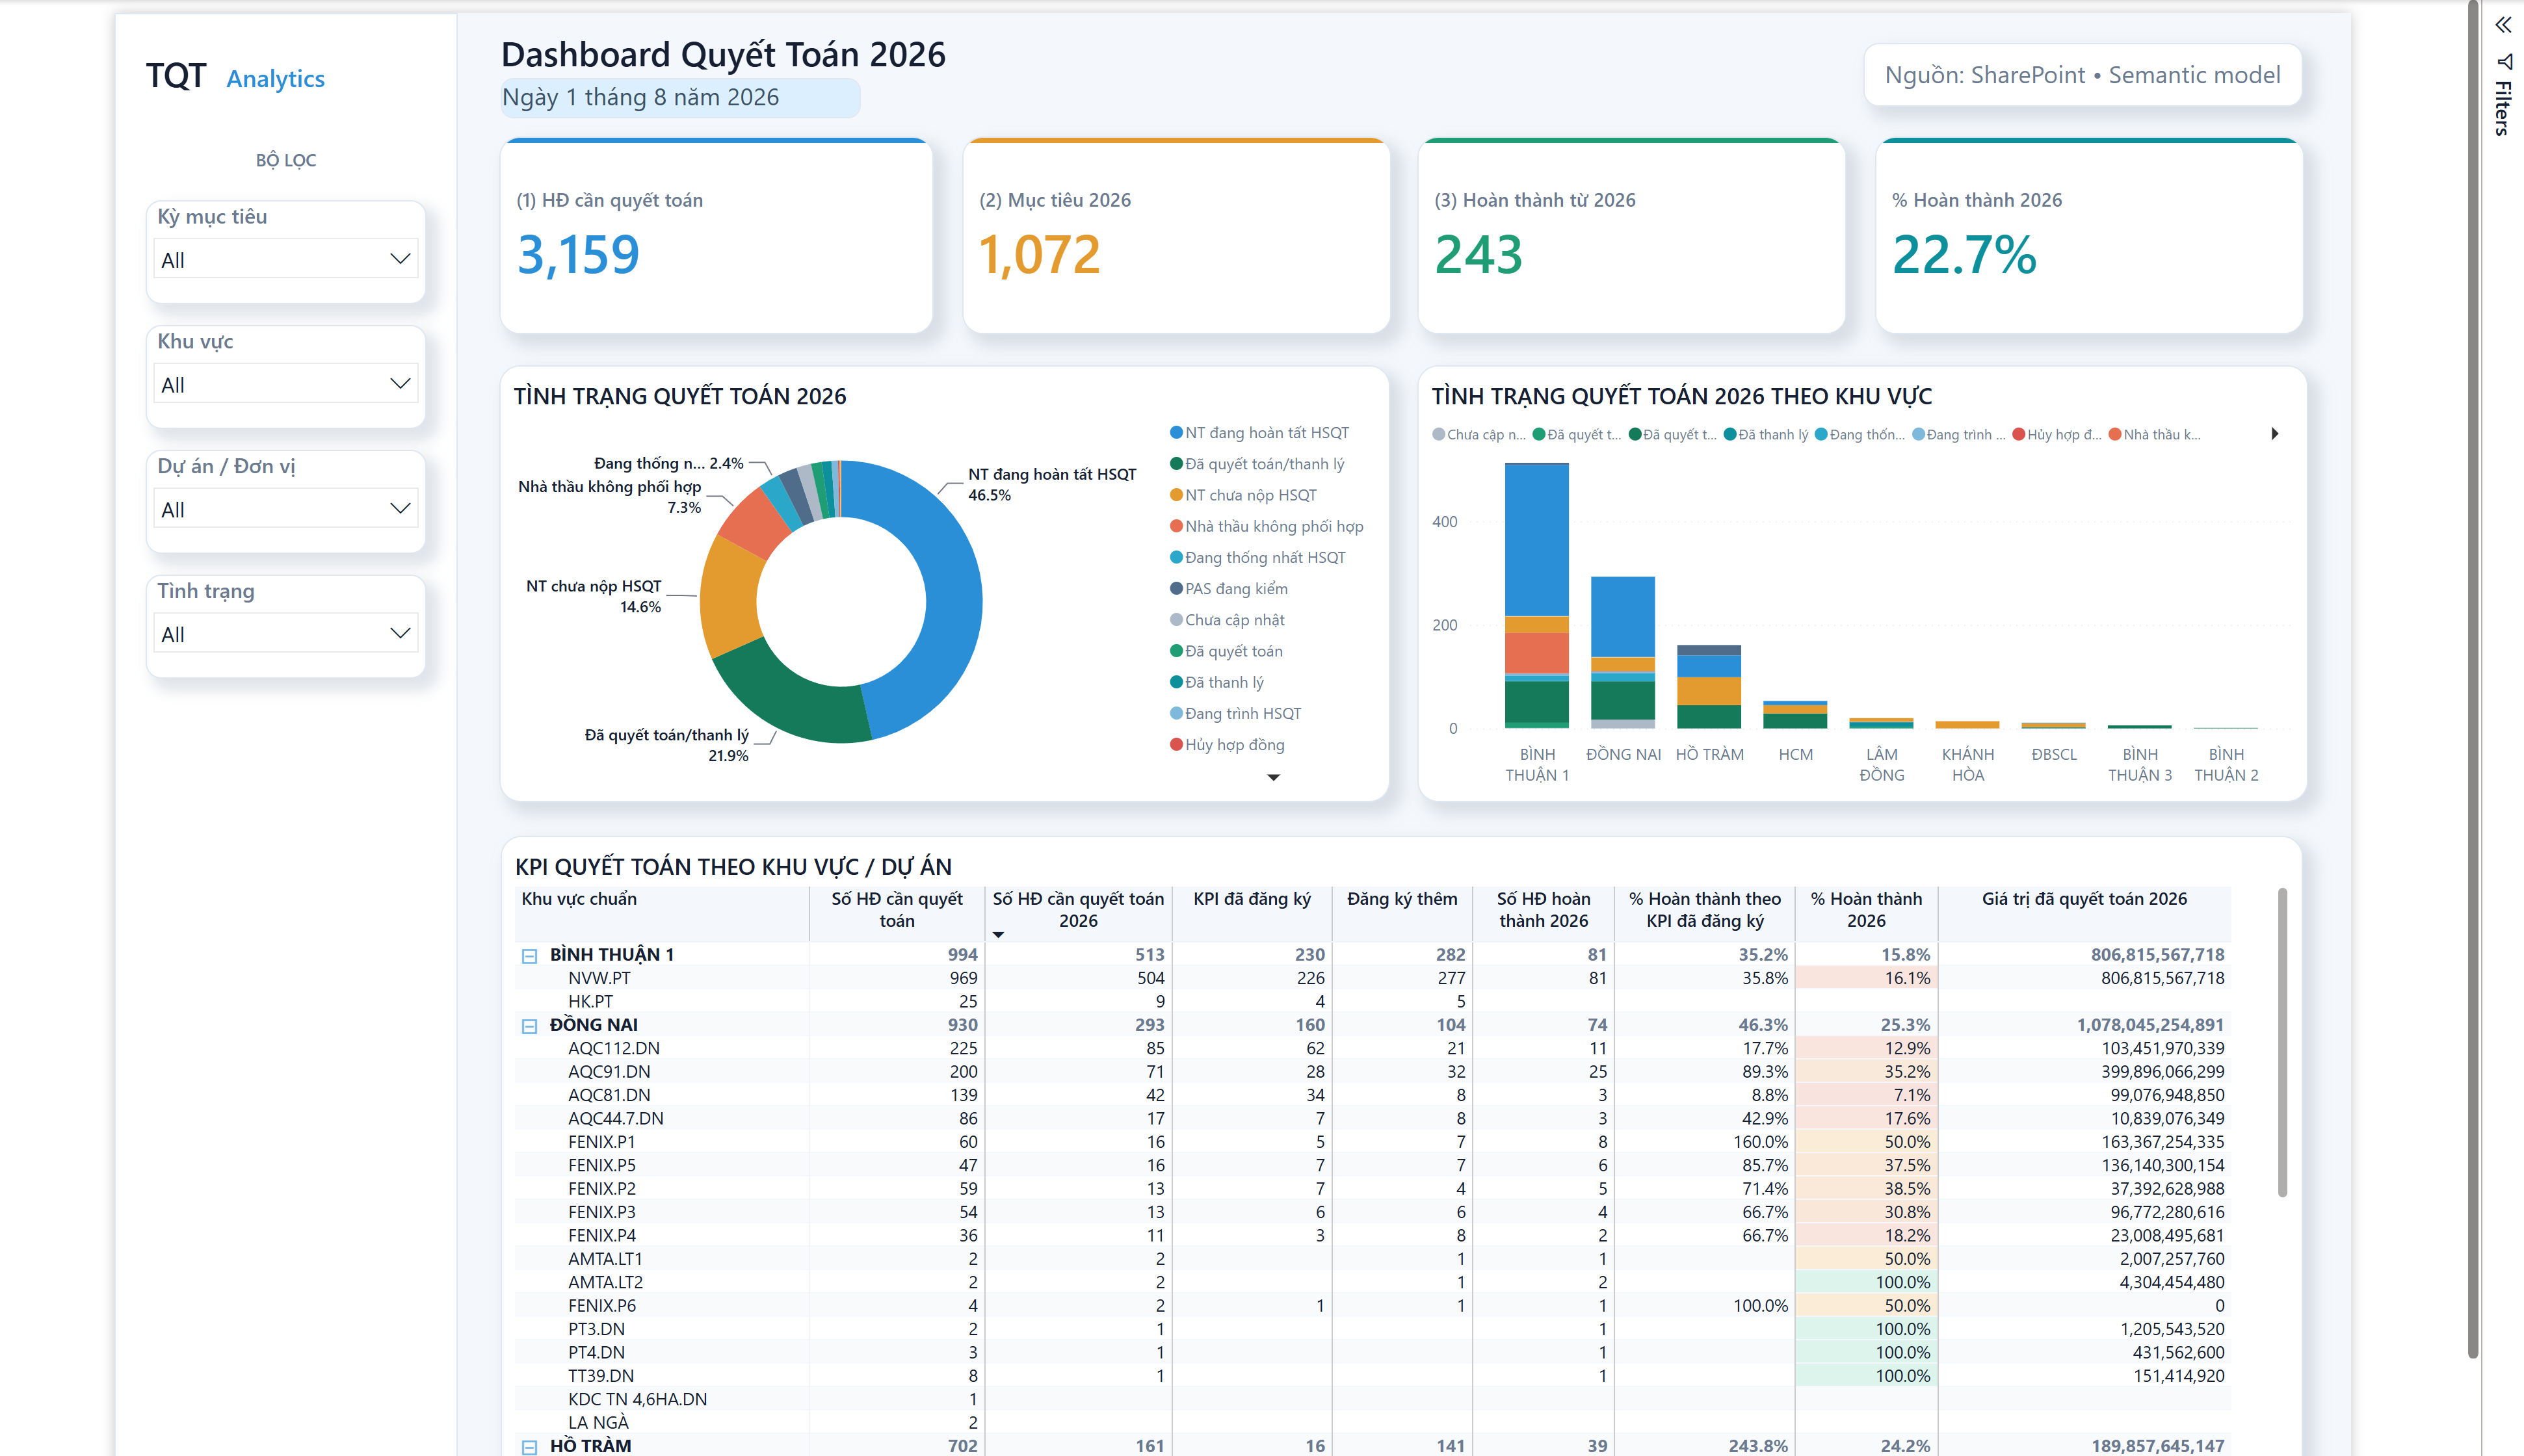 TQT Analytics
BỘ LỌC
Kỳ mục tiêu
All
Khu vực
All
Dự án / Đơn vị
All
Tình trạng
All
Dashboard Quyết Toán 2026
Ngày 1 tháng 8 năm 2026
Nguồn: SharePoint • Semantic model
Filters
(1) HĐ cần quyết toán
3,159
(2) Mục tiêu 2026
1,072
(3) Hoàn thành từ 2026
243
% Hoàn thành 2026
22.7%
TÌNH TRẠNG QUYẾT TOÁN 2026
Đang thống n... 2.4%
Nhà thầu không phối hợp
7.3%
NT chưa nộp HSQT
14.6%
Đã quyết toán/thanh lý
21.9%
NT đang hoàn tất HSQT
46.5%
NT đang hoàn tất HSQT
Đã quyết toán/thanh lý
NT chưa nộp HSQT
Nhà thầu không phối hợp
Đang thống nhất HSQT
PAS đang kiểm
Chưa cập nhật
Đã quyết toán
Đã thanh lý
Đang trình HSQT
Hủy hợp đồng
TÌNH TRẠNG QUYẾT TOÁN 2026 THEO KHU VỰC
Chưa cập n... Đã quyết t... Đã quyết t... Đã thanh lý Đang thốn... Đang trình ... Hủy hợp đ... Nhà thầu k...
400
200
0
BÌNH THUẬN 1
ĐỒNG NAI
HỒ TRÀM
HCM
LÂM ĐỒNG
KHÁNH HÒA
ĐBSCL
BÌNH THUẬN 3
BÌNH THUẬN 2
KPI QUYẾT TOÁN THEO KHU VỰC / DỰ ÁN
Khu vực chuẩn Số HĐ cần quyết toán Số HĐ cần quyết toán 2026 KPI đã đăng ký Đăng ký thêm Số HĐ hoàn thành 2026 % Hoàn thành theo KPI đã đăng ký % Hoàn thành 2026 Giá trị đã quyết toán 2026
BÌNH THUẬN 1 994 513 230 282 81 35.2% 15.8% 806,815,567,718
NVW.PT 969 504 226 277 81 35.8% 16.1% 806,815,567,718
HK.PT 25 9 4 5
ĐỒNG NAI 930 293 160 104 74 46.3% 25.3% 1,078,045,254,891
AQC112.DN 225 85 62 21 11 17.7% 12.9% 103,451,970,339
AQC91.DN 200 71 28 32 25 89.3% 35.2% 399,896,066,299
AQC81.DN 139 42 34 8 3 8.8% 7.1% 99,076,948,850
AQC44.7.DN 86 17 7 8 3 42.9% 17.6% 10,839,076,349
FENIX.P1 60 16 5 7 8 160.0% 50.0% 163,367,254,335
FENIX.P5 47 16 7 7 6 85.7% 37.5% 136,140,300,154
FENIX.P2 59 13 7 4 5 71.4% 38.5% 37,392,628,988
FENIX.P3 54 13 6 6 4 66.7% 30.8% 96,772,280,616
FENIX.P4 36 11 3 8 2 66.7% 18.2% 23,008,495,681
AMTA.LT1 2 2 1 1 50.0% 2,007,257,760
AMTA.LT2 2 2 1 2 100.0% 4,304,454,480
FENIX.P6 4 2 1 1 1 100.0% 50.0% 0
PT3.DN 2 1 1 100.0% 1,205,543,520
PT4.DN 3 1 1 100.0% 431,562,600
TT39.DN 8 1 1 100.0% 151,414,920
KDC TN 4,6HA.DN 1
LA NGÀ 2
HỒ TRÀM 702 161 16 141 39 243.8% 24.2% 189,857,645,147